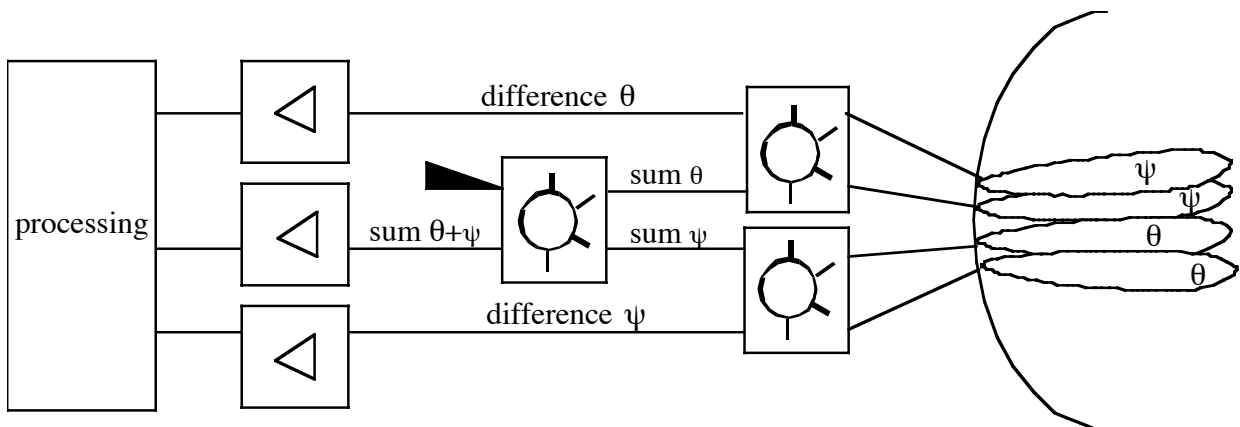 difference θ
ψ
sum θ
ψ
processing
sum θ+ψ
sum ψ
θ
θ
difference ψ